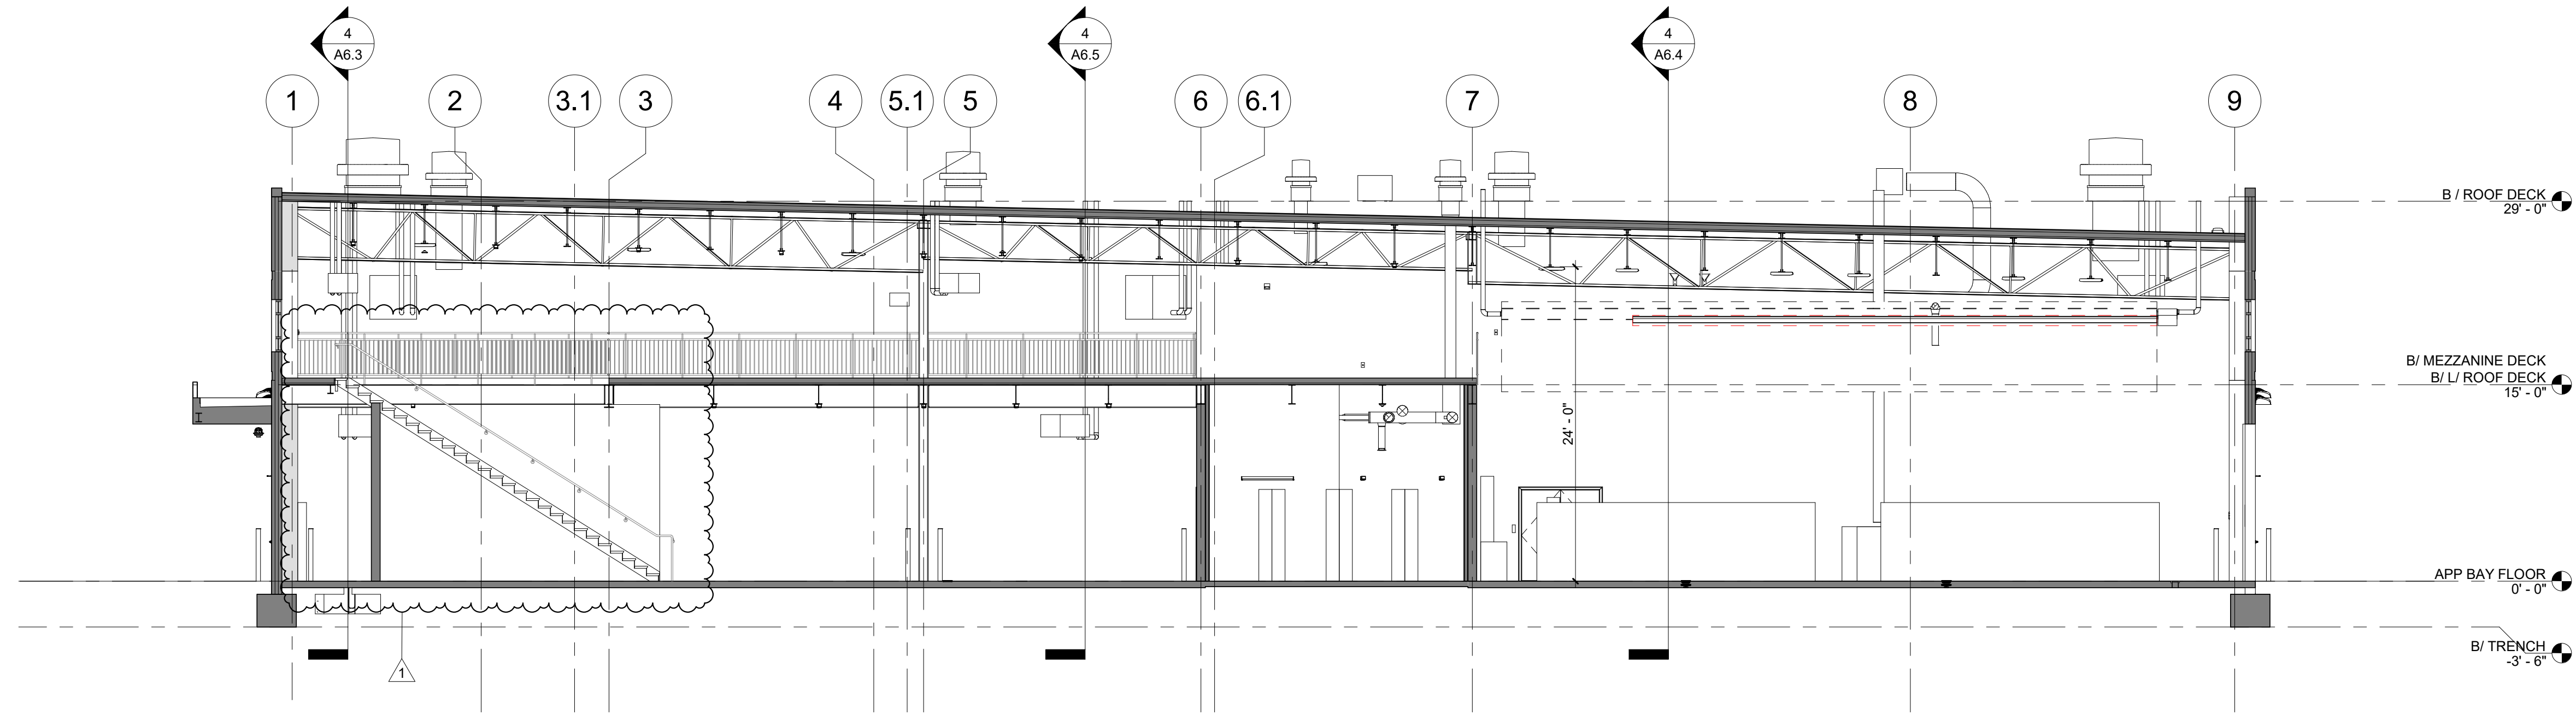 4
A6.3
4
A6.5
4
A6.4
1
2
3.1
3
4
5.1
5
6
6.1
7
8
9
B / ROOF DECK
29' - 0"
B/ MEZZANINE DECK
B/ L/ ROOF DECK
15' - 0"
24' - 0"
APP BAY FLOOR
0' - 0"
B/ TRENCH
-3' - 6"
1